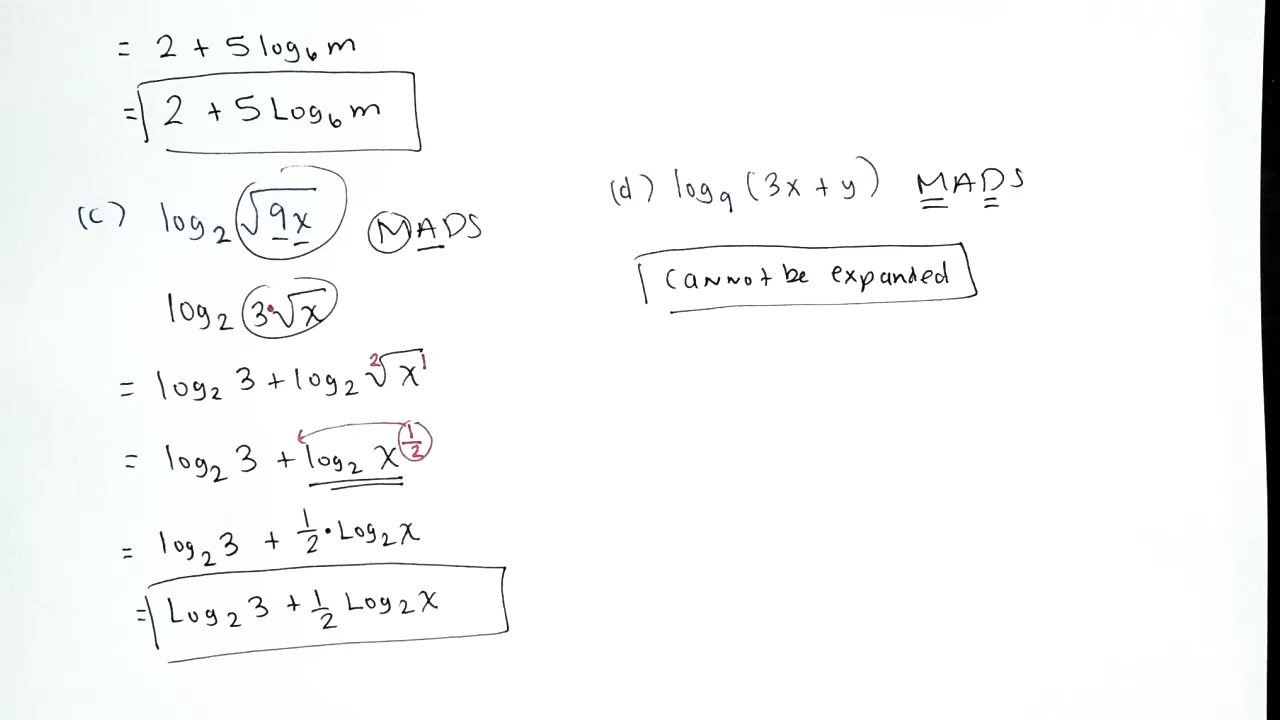 = 2 + 5 log₆ m
= 2 + 5 Log₆ m
(c) log₂ √9x MADS
log₂ 3·√x
= log₂ 3 + log₂ ²√x¹
= log₂ 3 + log₂ x^(1/2)
= log₂ 3 + 1/2 · Log₂ x
= Log₂ 3 + 1/2 Log₂ x
(d) log₉ (3x + y) MADS
Cannot be expanded